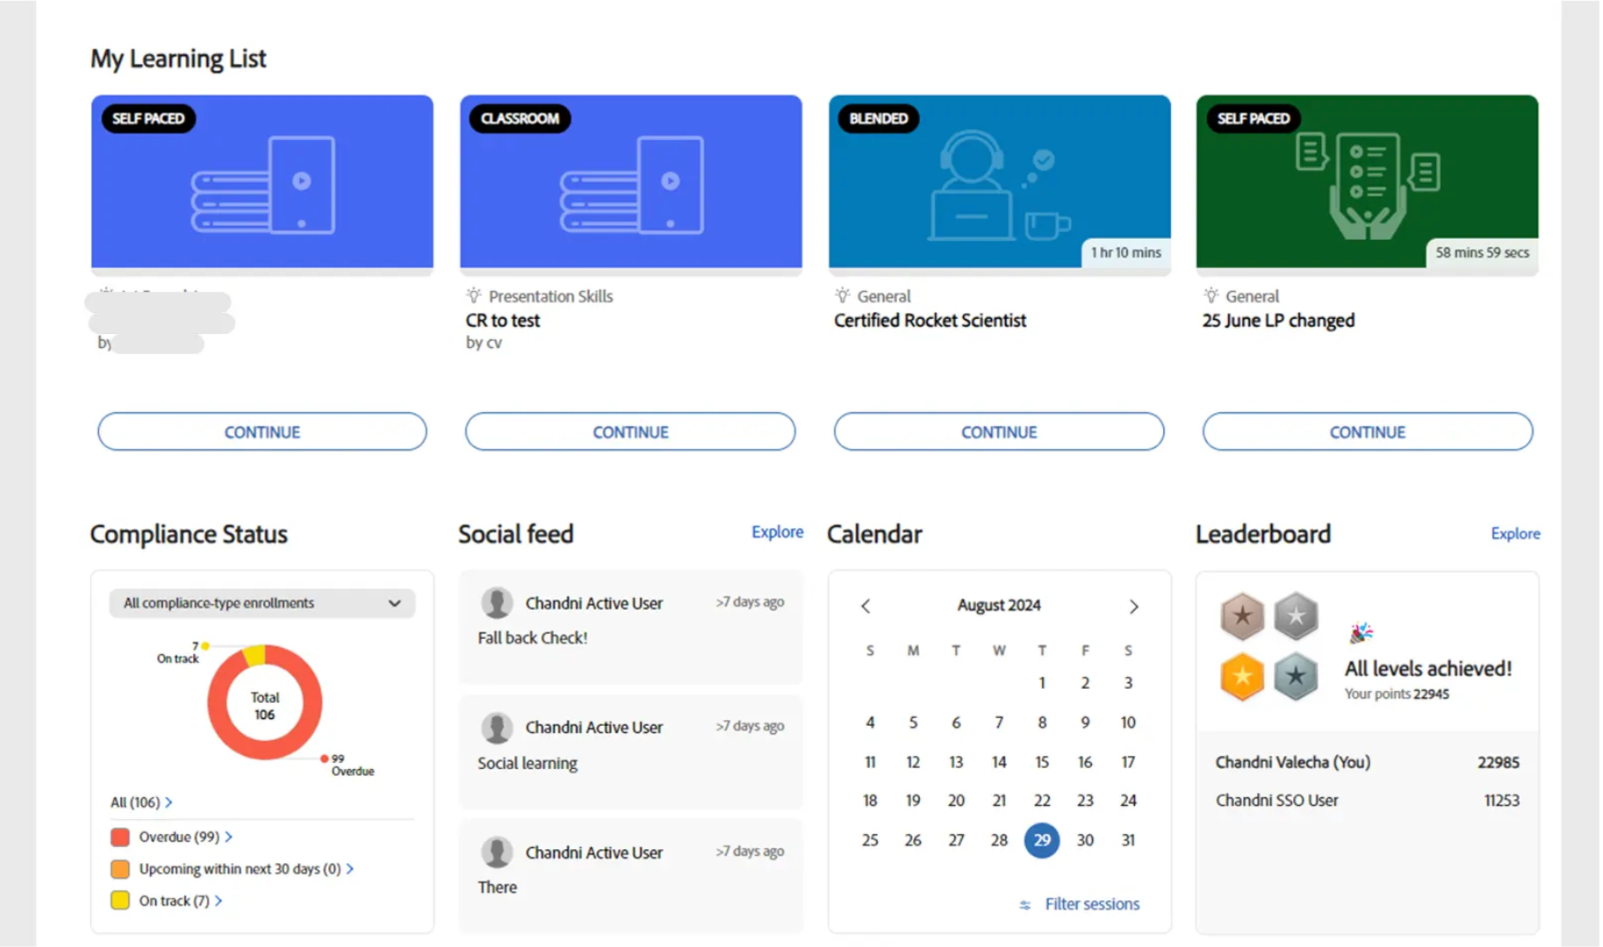 My Learning List
SELF PACED
CLASSROOM
BLENDED
SELF PACED
1 hr 10 mins
58 mins 59 secs
by
Presentation Skills
CR to test
by cv
General
Certified Rocket Scientist
General
25 June LP changed
CONTINUE
CONTINUE
CONTINUE
CONTINUE
Compliance Status
All compliance-type enrollments
7
On track
Total
106
99
Overdue
All (106) >
Overdue (99) >
Upcoming within next 30 days (0) >
On track (7) >
Social feed
Explore
Chandni Active User >7 days ago
Fall back Check!
Chandni Active User >7 days ago
Social learning
Chandni Active User >7 days ago
There
Calendar
August 2024
S M T W T F S
1 2 3
4 5 6 7 8 9 10
11 12 13 14 15 16 17
18 19 20 21 22 23 24
25 26 27 28 29 30 31
Filter sessions
Leaderboard
Explore
All levels achieved!
Your points 22945
Chandni Valecha (You) 22985
Chandni SSO User 11253